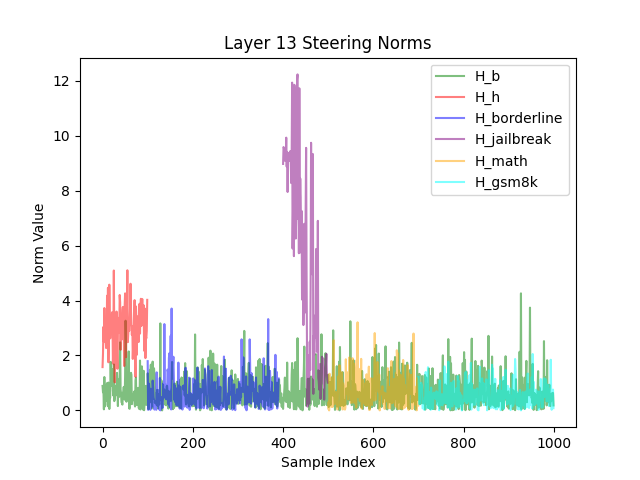 Layer 13 Steering Norms
12
10
8
6
4
2
0
Norm Value
H_b
H_h
H_borderline
H_jailbreak
H_math
H_gsm8k
0 200 400 600 800 1000
Sample Index